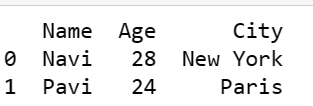 Name Age City
0 Navi 28 New York
1 Pavi 24 Paris